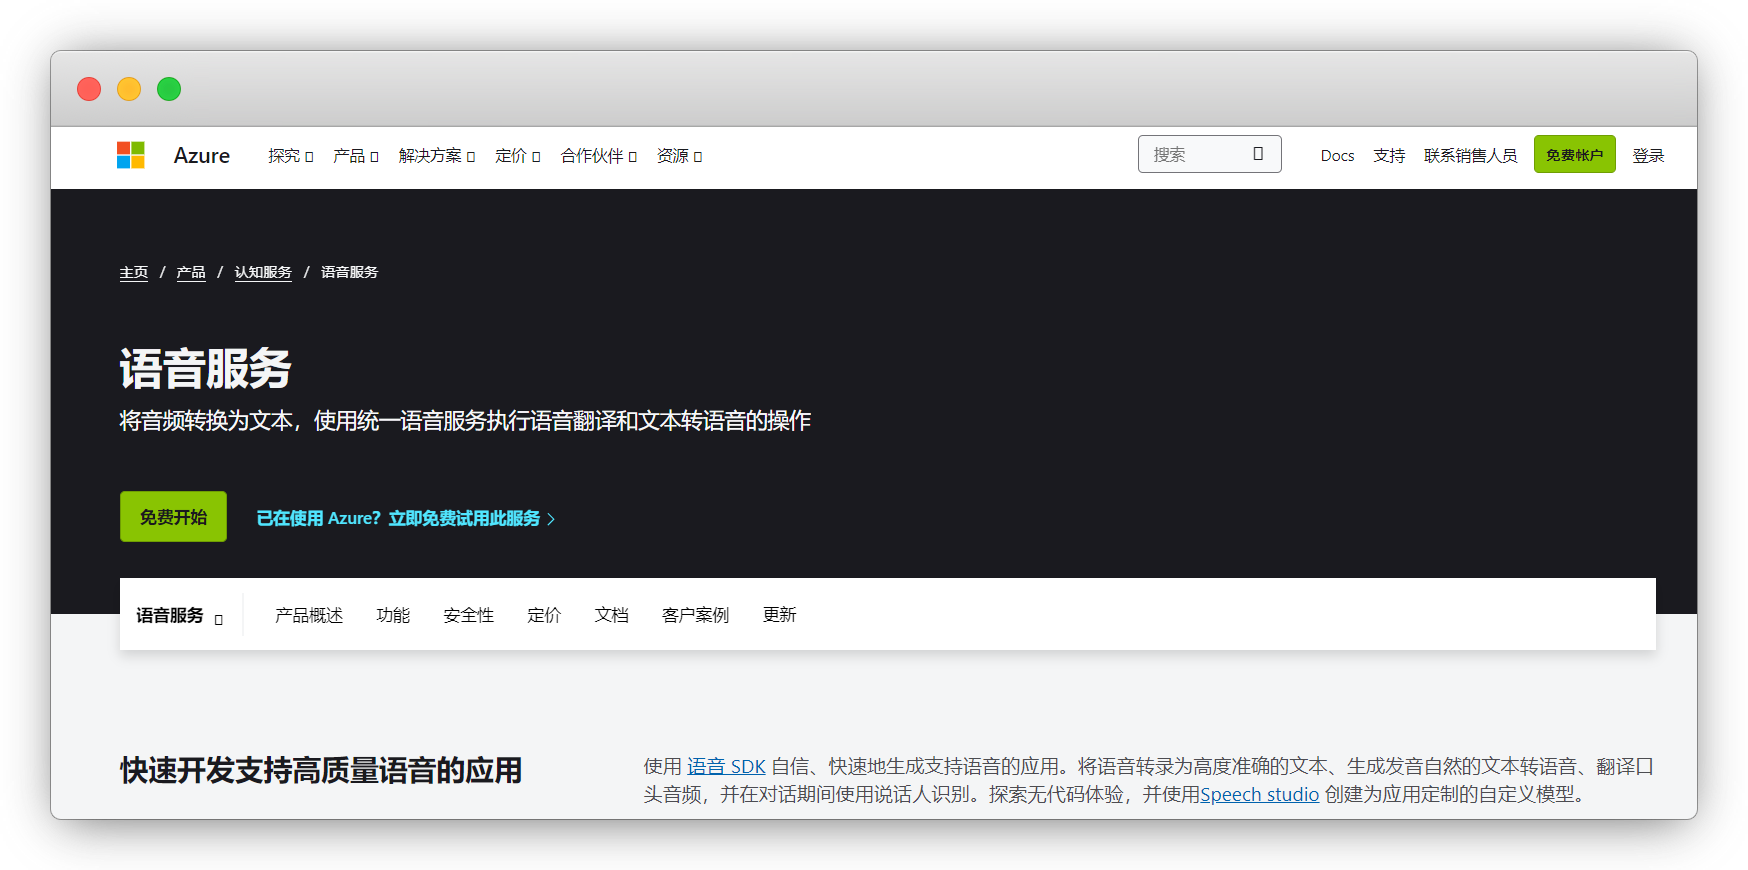 Azure 探究 产品 解决方案 定价 合作伙伴 资源 搜索 Docs 支持 联系销售人员 免费帐户 登录
主页 / 产品 / 认知服务 / 语音服务
语音服务
将音频转换为文本，使用统一语音服务执行语音翻译和文本转语音的操作
免费开始 已在使用 Azure？立即免费试用此服务
语音服务 产品概述 功能 安全性 定价 文档 客户案例 更新
快速开发支持高质量语音的应用
使用 语音 SDK 自信、快速地生成支持语音的应用。将语音转录为高度准确的文本、生成发音自然的文本转语音、翻译口
头音频，并在对话期间使用说话人识别。探索无代码体验，并使用Speech studio 创建为应用定制的自定义模型。